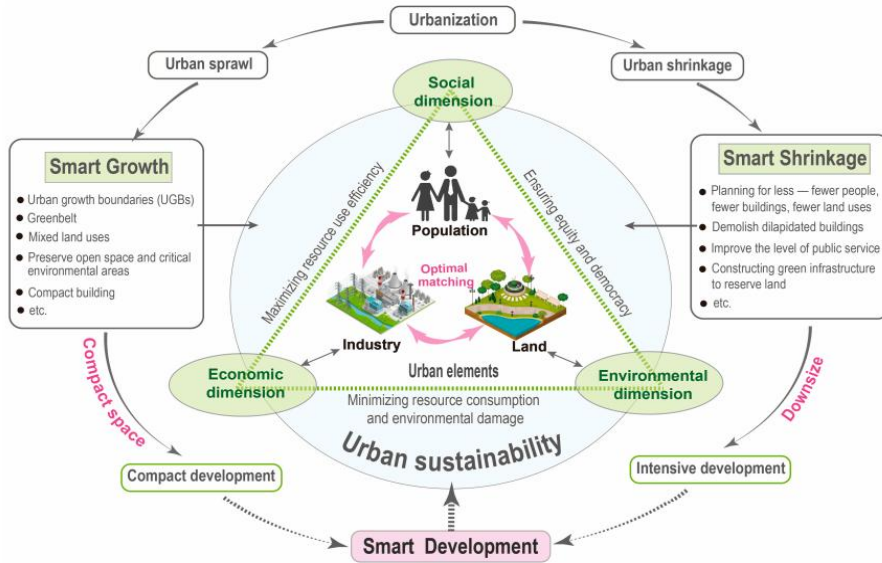 Urbanization
Urban sprawl
Urban shrinkage
Social
dimension
Smart Growth
● Urban growth boundaries (UGBs)
● Greenbelt
● Mixed land uses
● Preserve open space and critical
environmental areas
● Compact building
● etc.
Smart Shrinkage
● Planning for less — fewer people,
fewer buildings, fewer land uses
● Demolish dilapidated buildings
● Improve the level of public service
● Constructing green infrastructure
to reserve land
● etc.
Maximizing resource use efficiency
Ensuring equity and democracy
Population
Optimal
matching
Industry
Land
Urban elements
Economic
dimension
Environmental
dimension
Minimizing resource consumption
and environmental damage
Urban sustainability
Compact space
Downsize
Compact development
Intensive development
Smart Development